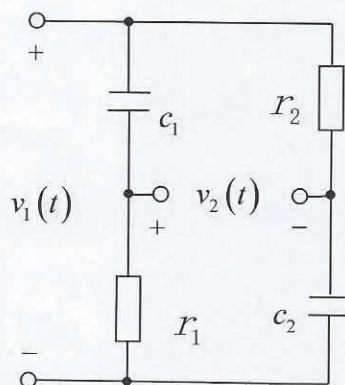 +
c₁
r₂
v₁(t)
+
v₂(t)
−
r₁
c₂
−